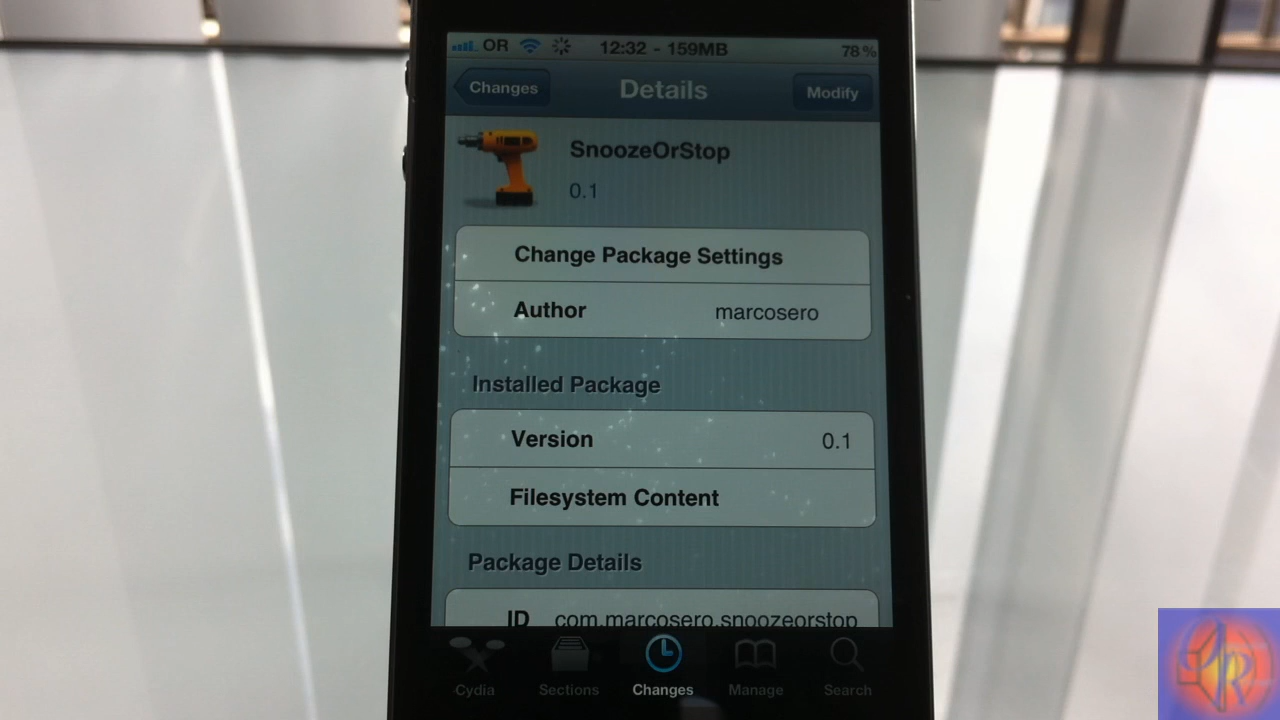 OR 12:32 - 159MB 78%
Changes Details Modify
SnoozeOrStop
0.1
Change Package Settings
Author marcosero
Installed Package
Version 0.1
Filesystem Content
Package Details
ID com.marcosero.snoozeorstop
Cydia Sections Changes Manage Search
R